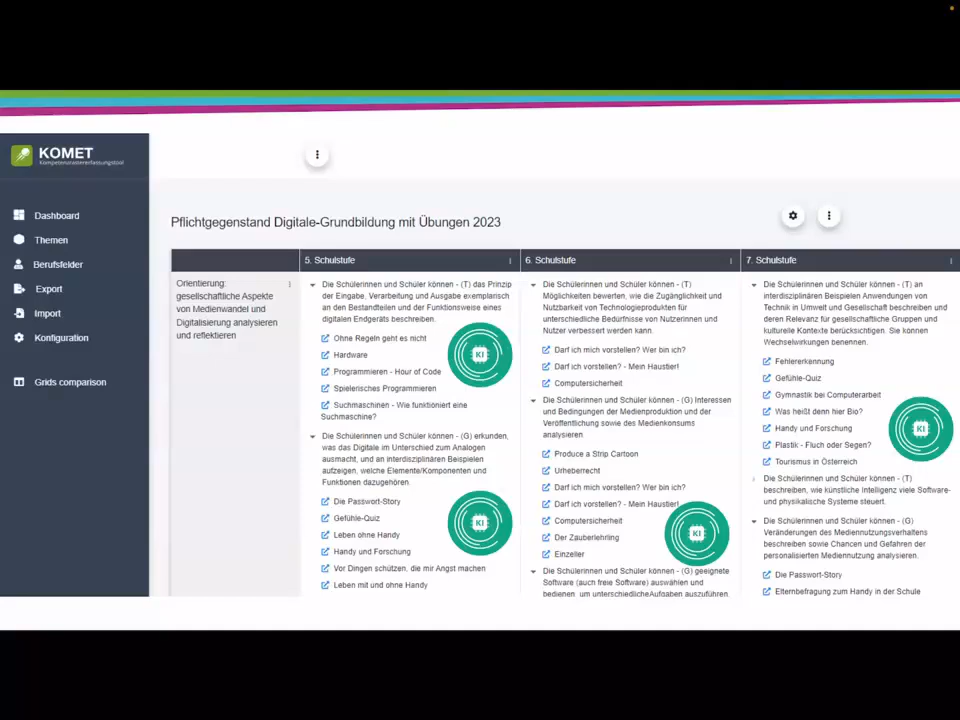 KOMET
Kompetenzrastererfassungstool
Dashboard
Themen
Berufsfelder
Export
Import
Konfiguration
Grids comparison
Pflichtgegenstand Digitale-Grundbildung mit Übungen 2023
5. Schulstufe
6. Schulstufe
7. Schulstufe
Orientierung:
gesellschaftliche Aspekte
von Medienwandel und
Digitalisierung analysieren
und reflektieren
Die Schülerinnen und Schüler können - (T) das Prinzip
der Eingabe, Verarbeitung und Ausgabe exemplarisch
an den Bestandteilen und der Funktionsweise eines
digitalen Endgeräts beschreiben.
Ohne Regeln geht es nicht
Hardware
Programmieren - Hour of Code
Spielerisches Programmieren
Suchmaschinen - Wie funktioniert eine
Suchmaschine?
KI
Die Schülerinnen und Schüler können - (G) erkunden,
was das Digitale im Unterschied zum Analogen
ausmacht, und an interdisziplinären Beispielen
aufzeigen, welche Elemente/Komponenten und
Funktionen dazugehören
Die Passwort-Story
Gefühle-Quiz
Leben ohne Handy
Handy und Forschung
Vor Dingen schützen, die mir Angst machen
Leben mit und ohne Handy
KI
Die Schülerinnen und Schüler können - (T)
Möglichkeiten bewerten, wie die Zugänglichkeit und
Nutzbarkeit von Technologieprodukten für
unterschiedliche Bedürfnisse von Nutzerinnen und
Nutzer verbessert werden kann.
Darf ich mich vorstellen? Wer bin ich?
Darf ich vorstellen? - Mein Haustier!
Computersicherheit
Die Schülerinnen und Schüler können - (G) Interessen
und Bedingungen der Medienproduktion und der
Veröffentlichung sowie des Medienkonsums
analysieren
Produce a Strip Cartoon
Urheberrecht
Darf ich mich vorstellen? Wer bin ich?
Darf ich vorstellen? - Mein Haustier!
Computersicherheit
Der Zauberlehrling
Einzeller
KI
Die Schülerinnen und Schüler können - (G) geeignete
Software (auch freie Software) auswählen und
bedienen, um unterschiedlicheAufgaben auszuführen.
Die Schülerinnen und Schüler können - (T) an
interdisziplinären Beispielen Anwendungen von
Technik in Umwelt und Gesellschaft beschreiben und
deren Relevanz für gesellschaftliche Gruppen und
kulturelle Kontexte berücksichtigen. Sie können
Wechselwirkungen benennen.
Fehlererkennung
Gefühle-Quiz
Gymnastik bei Computerarbeit
Was heißt denn hier Bio?
Handy und Forschung
Plastik - Fluch oder Segen?
Tourismus in Österreich
KI
Die Schülerinnen und Schüler können - (T)
beschreiben, wie künstliche Intelligenz viele Software-
und physikalische Systeme steuert.
Die Schülerinnen und Schüler können - (G)
Veränderungen des Mediennutzungsverhaltens
beschreiben sowie Chancen und Gefahren der
personalisierten Mediennutzung analysieren.
Die Passwort-Story
Elternbefragung zum Handy in der Schule